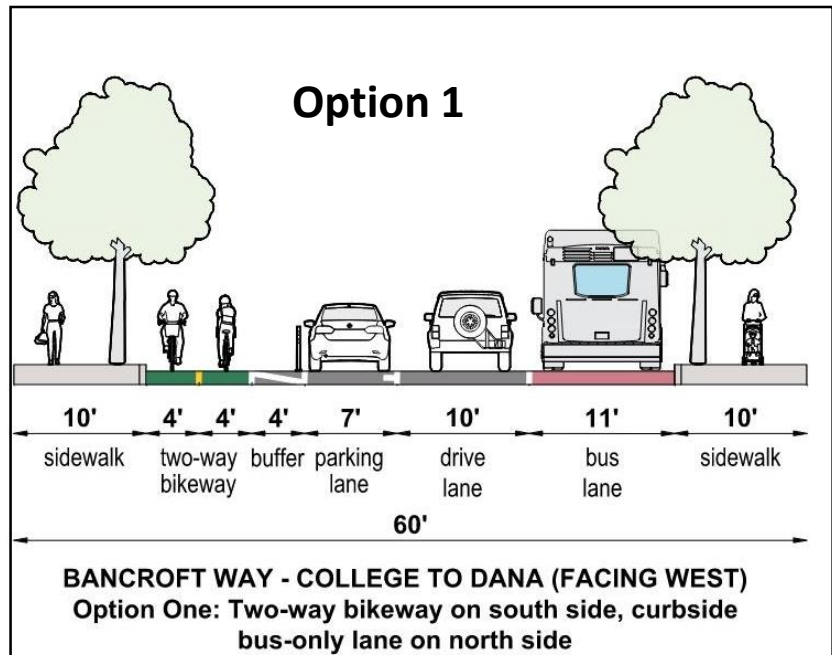 Option 1
10' 4' 4' 4' 7' 10' 11' 10'
sidewalk two-way buffer parking drive bus sidewalk
bikeway lane lane lane
60'
BANCROFT WAY - COLLEGE TO DANA (FACING WEST)
Option One: Two-way bikeway on south side, curbside
bus-only lane on north side